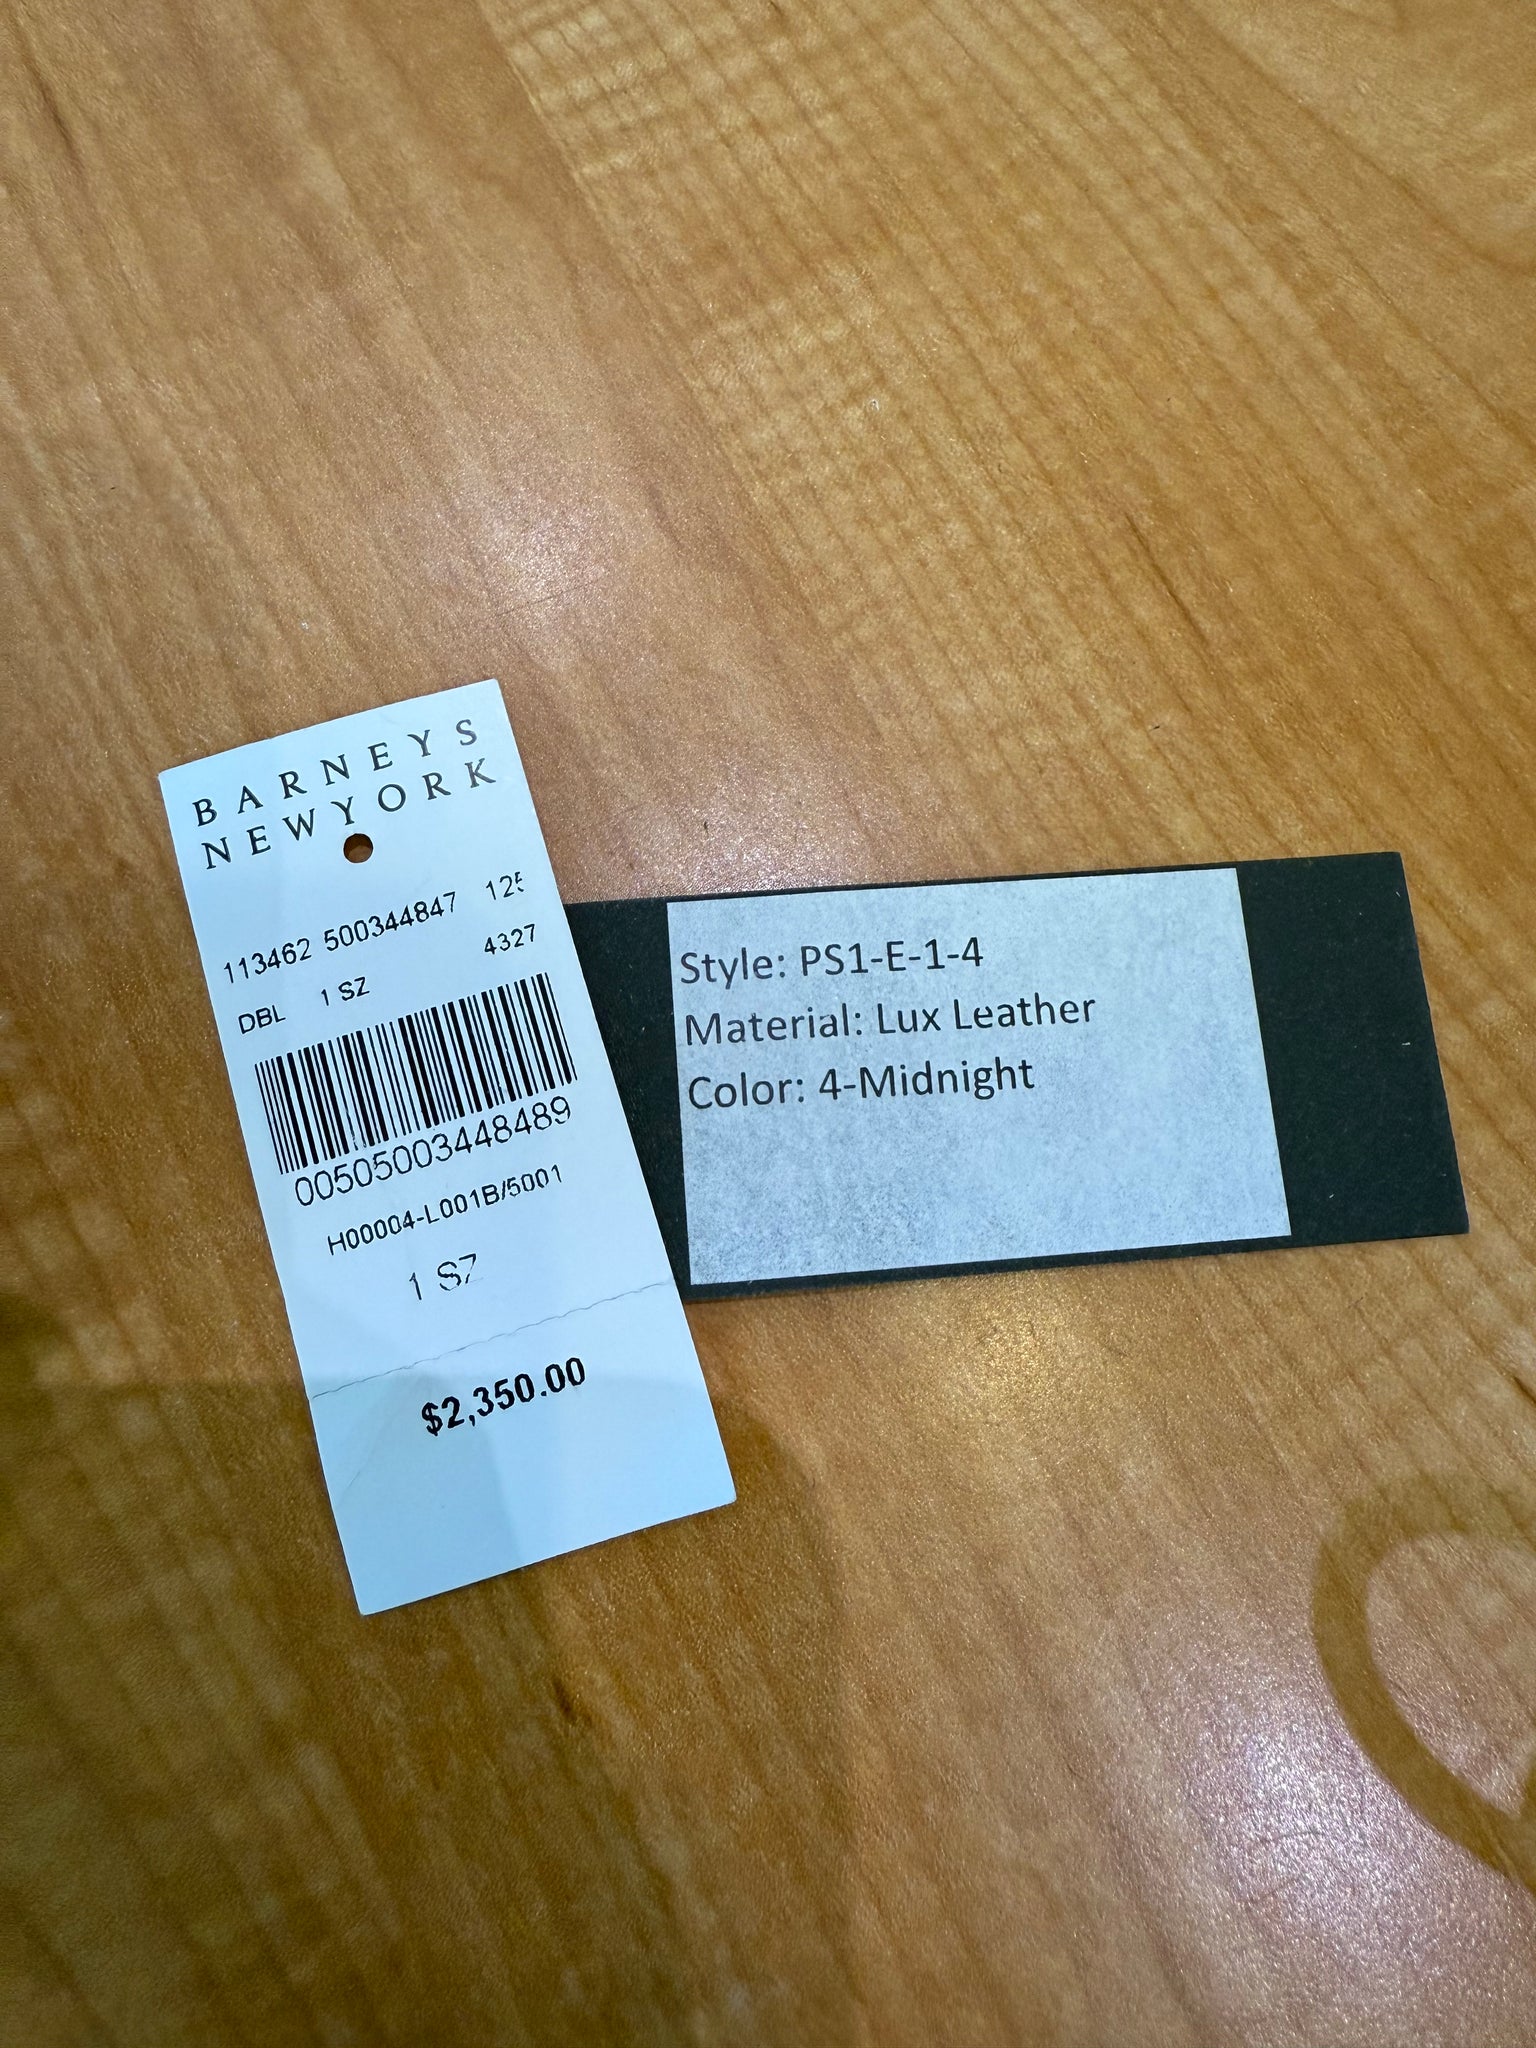 BARNEYS
NEWYORK
113462 500344847 125
4327
DBL 1 SZ
00505003448489
H00004-L001B/5001
1 SZ
$2,350.00
Style: PS1-E-1-4
Material: Lux Leather
Color: 4-Midnight